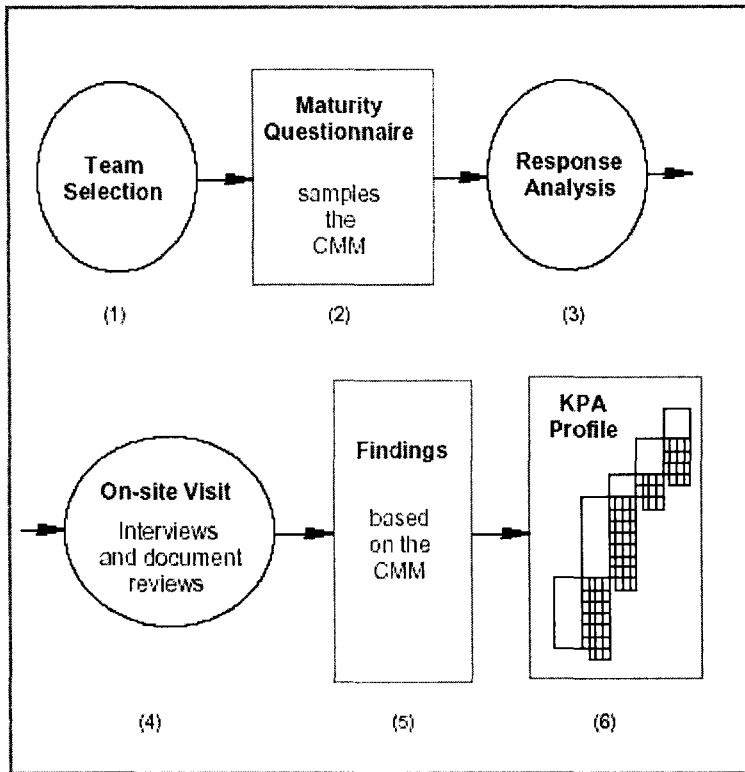 Team
Selection
Maturity
Questionnaire
samples
the
CMM
Response
Analysis
(1)
(2)
(3)
On-site Visit
Interviews
and document
reviews
Findings
based
on the
CMM
KPA
Profile
(4)
(5)
(6)